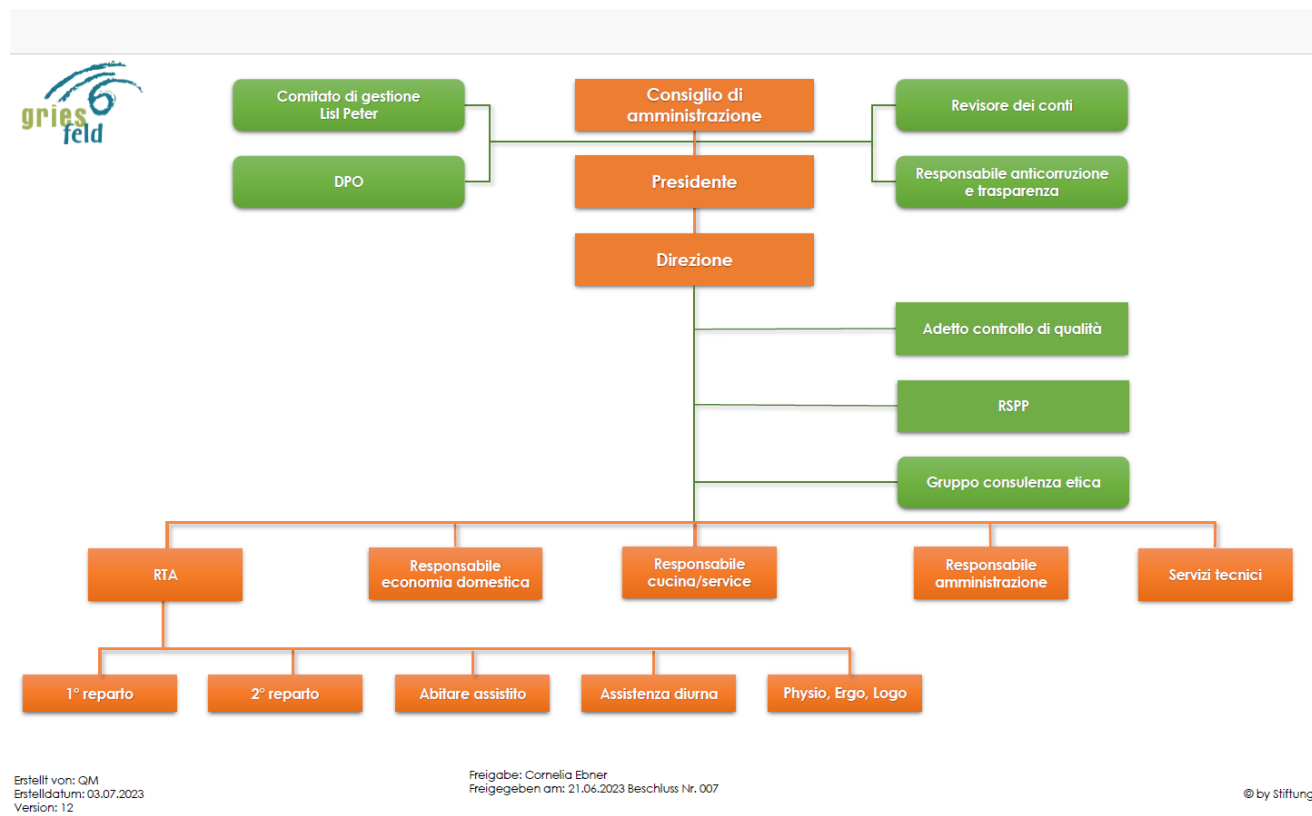 gries
feld
Comitato di gestione
Lisl Peter
Consiglio di
amministrazione
Revisore dei conti
DPO
Presidente
Responsabile anticorruzione
e trasparenza
Direzione
Adetto controllo di qualità
RSPP
Gruppo consulenza etica
RTA
Responsabile
economia domestica
Responsabile
cucina/service
Responsabile
amministrazione
Servizi tecnici
1° reparto
2° reparto
Abitare assistito
Assistenza diurna
Physio, Ergo, Logo
Erstellt von: QM
Erstelldatum: 03.07.2023
Version: 12
Freigabe: Cornelia Ebner
Freigegeben am: 21.06.2023 Beschluss Nr. 007
© by Stiftung